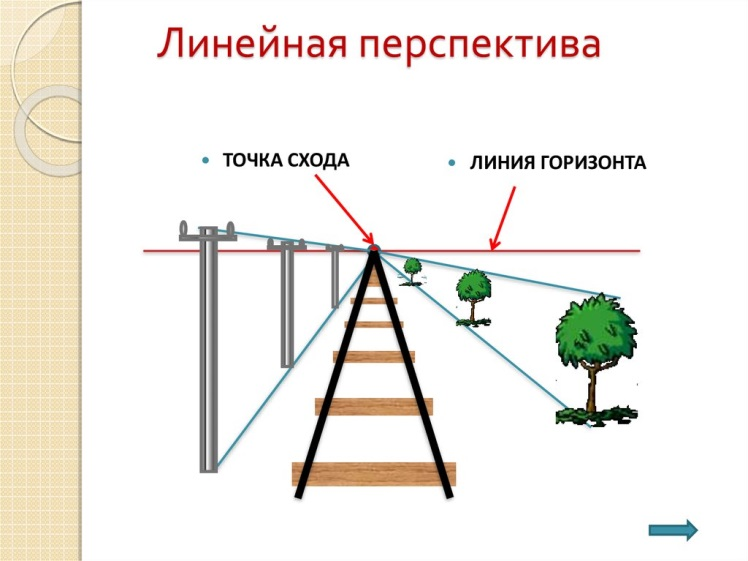 Линейная перспектива
• ТОЧКА СХОДА
• ЛИНИЯ ГОРИЗОНТА